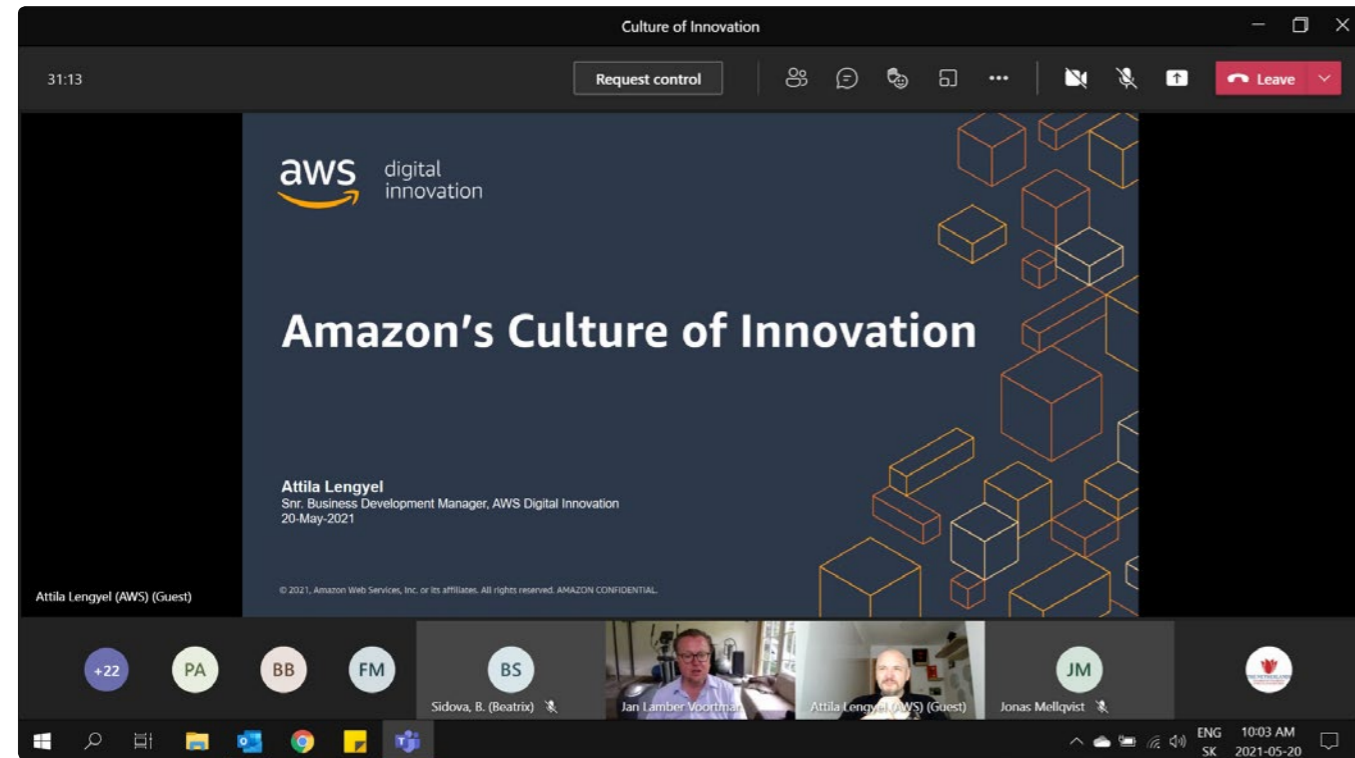 Culture of Innovation
31:13
Request control
Leave
aws
digital
innovation
Amazon's Culture of Innovation
Attila Lengyel
Snr. Business Development Manager, AWS Digital Innovation
20-May-2021
© 2021, Amazon Web Services, Inc. or its affiliates. All rights reserved. AMAZON CONFIDENTIAL.
Attila Lengyel (AWS) (Guest)
+22
PA
BB
FM
BS
JM
Sidova, B. (Beatrix)
Jan Lamber Voortman
Attila Lengyel (AWS) (Guest)
Jonas Mellqvist
ENG
SK
10:03 AM
2021-05-20